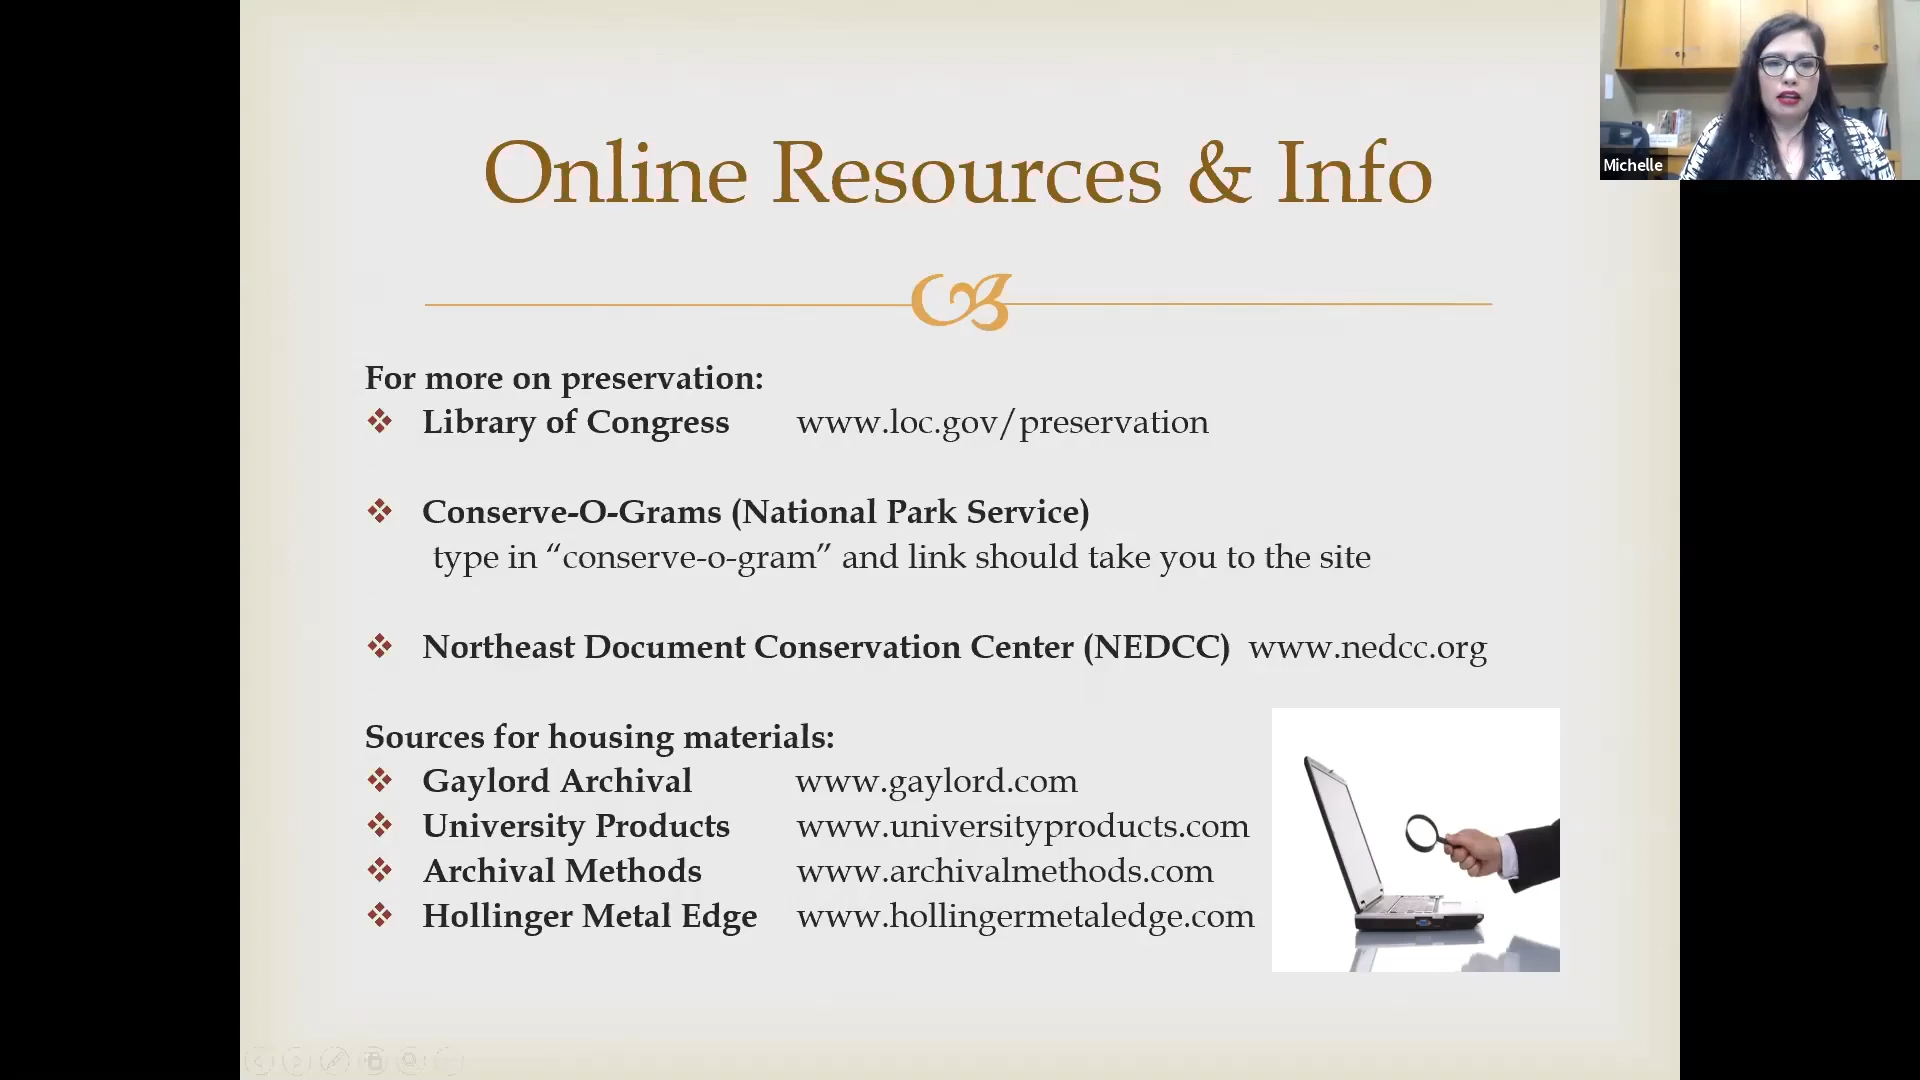 Online Resources & Info
For more on preservation:
Library of Congress www.loc.gov/preservation
Conserve-O-Grams (National Park Service)
type in “conserve-o-gram” and link should take you to the site
Northeast Document Conservation Center (NEDCC) www.nedcc.org
Sources for housing materials:
Gaylord Archival www.gaylord.com
University Products www.universityproducts.com
Archival Methods www.archivalmethods.com
Hollinger Metal Edge www.hollingermetaledge.com
Michelle